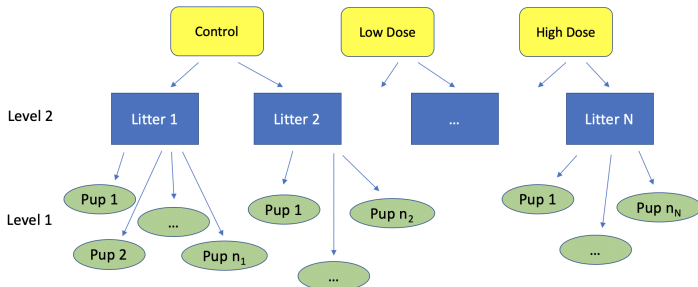 Control
Low Dose
High Dose
Level 2
Litter 1
Litter 2
...
Litter N
Level 1
Pup 1
...
Pup 2
Pup n₁
Pup 1
Pup n₂
...
Pup 1
Pup nN
...